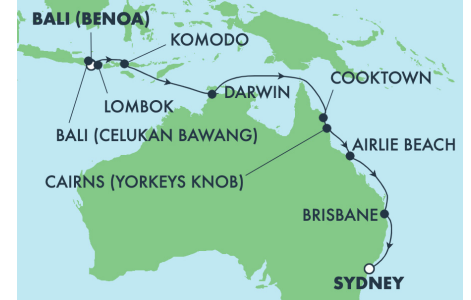 BALI (BENOA)
KOMODO
COOKTOWN
LOMBOK
DARWIN
BALI (CELUKAN BAWANG)
AIRLIE BEACH
CAIRNS (YORKEYS KNOB)
BRISBANE
SYDNEY